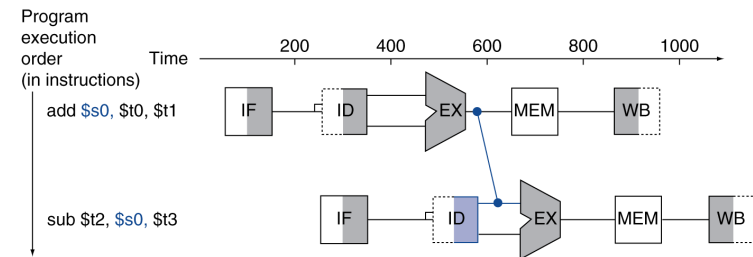 Program
execution
order
(in instructions)
Time
200 400 600 800 1000
add $s0, $t0, $t1
IF ID EX MEM WB
sub $t2, $s0, $t3
IF ID EX MEM WB